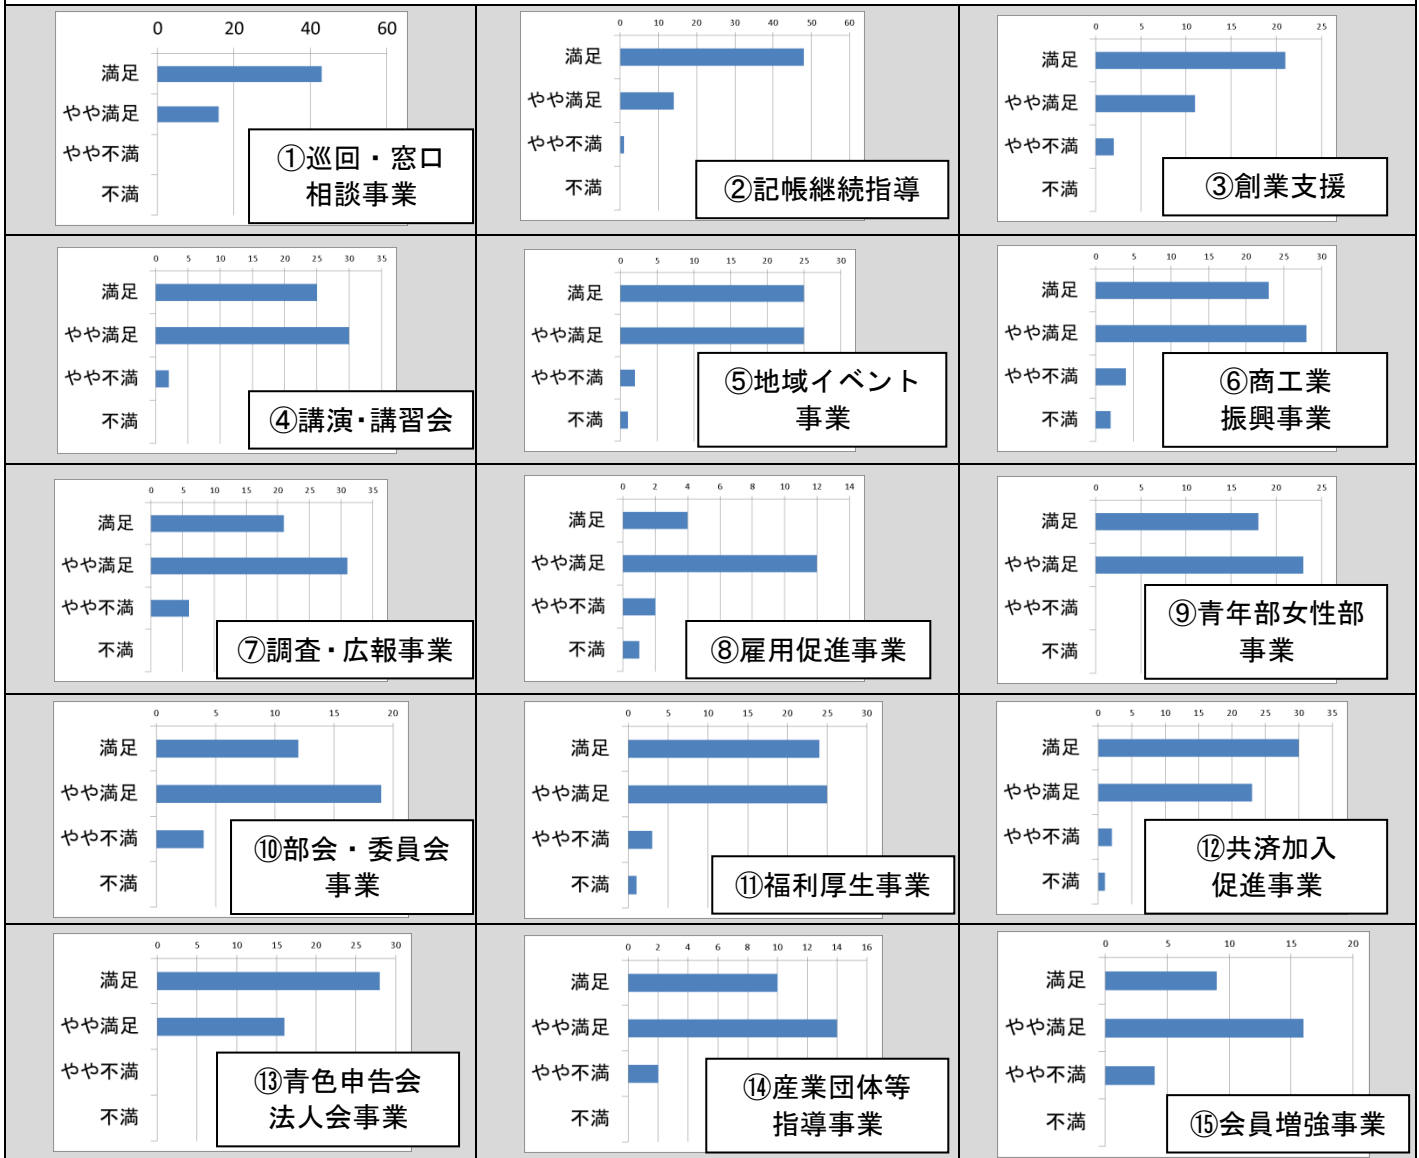 0 20 40 60
満足
やや満足
やや不満
不満
①巡回・窓口
相談事業
0 10 20 30 40 50 60
満足
やや満足
やや不満
不満
②記帳継続指導
0 5 10 15 20 25
満足
やや満足
やや不満
不満
③創業支援
0 5 10 15 20 25 30 35
満足
やや満足
やや不満
不満
④講演・講習会
0 5 10 15 20 25 30
満足
やや満足
やや不満
不満
⑤地域イベント
事業
0 5 10 15 20 25 30
満足
やや満足
やや不満
不満
⑥商工業
振興事業
0 5 10 15 20 25 30 35
満足
やや満足
やや不満
不満
⑦調査・広報事業
0 2 4 6 8 10 12 14
満足
やや満足
やや不満
不満
⑧雇用促進事業
0 5 10 15 20 25
満足
やや満足
やや不満
不満
⑨青年部女性部
事業
0 5 10 15 20
満足
やや満足
やや不満
不満
⑩部会・委員会
事業
0 5 10 15 20 25 30
満足
やや満足
やや不満
不満
⑪福利厚生事業
0 5 10 15 20 25 30 35
満足
やや満足
やや不満
不満
⑫共済加入
促進事業
0 5 10 15 20 25 30
満足
やや満足
やや不満
不満
⑬青色申告会
法人会事業
0 2 4 6 8 10 12 14 16
満足
やや満足
やや不満
不満
⑭産業団体等
指導事業
0 5 10 15 20
満足
やや満足
やや不満
不満
⑮会員増強事業